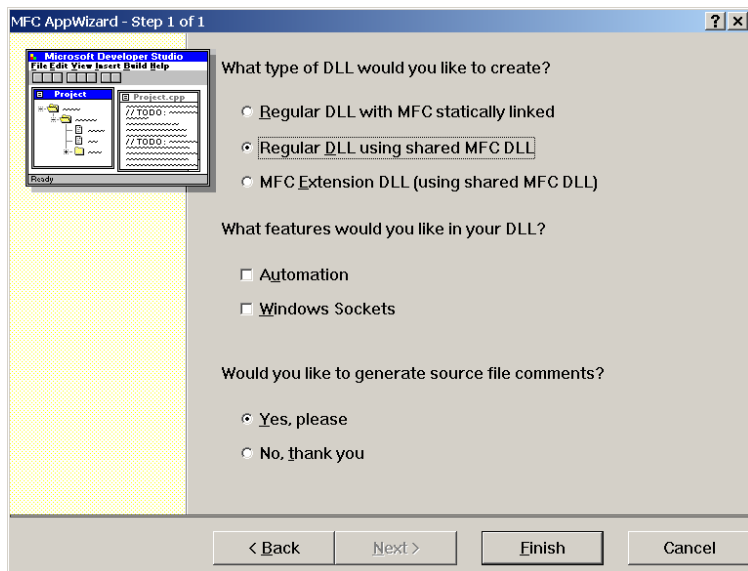 MFC AppWizard - Step 1 of 1
Microsoft Developer Studio
File Edit View Insert Build Help
Project
Project.cpp
//TODO:
//TODO:
Ready
What type of DLL would you like to create?
Regular DLL with MFC statically linked
Regular DLL using shared MFC DLL
MFC Extension DLL (using shared MFC DLL)
What features would you like in your DLL?
Automation
Windows Sockets
Would you like to generate source file comments?
Yes, please
No, thank you
< Back
Next >
Finish
Cancel